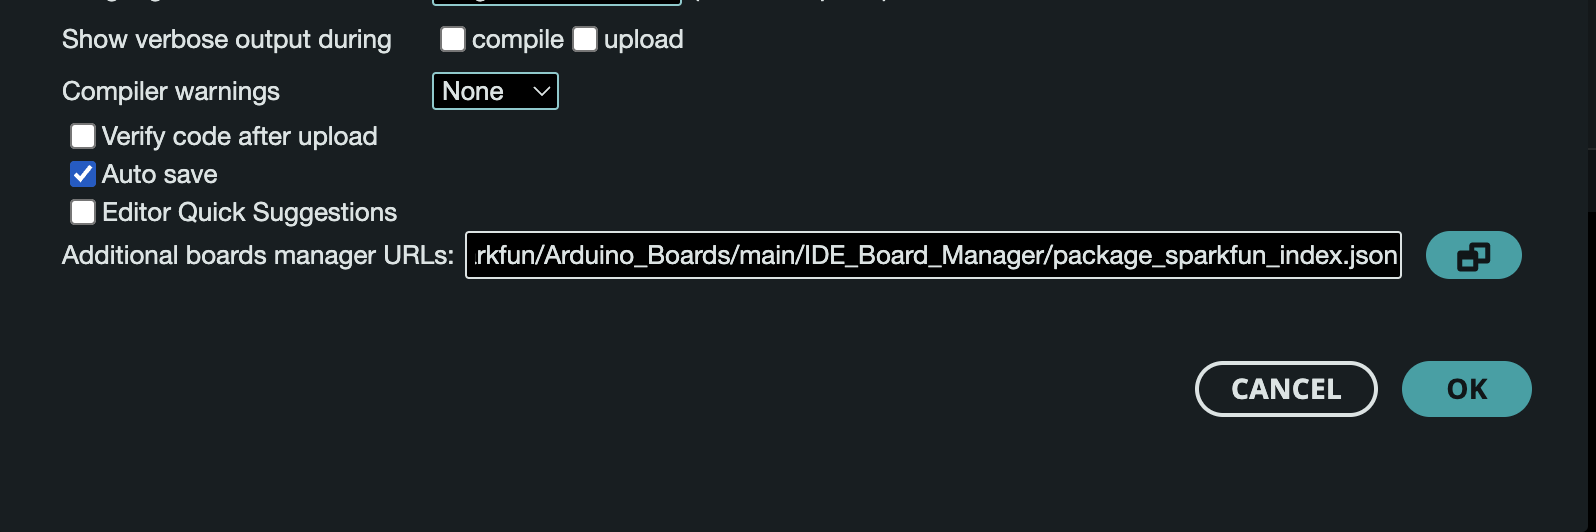 Show verbose output during compile upload
Compiler warnings None
Verify code after upload
Auto save
Editor Quick Suggestions
Additional boards manager URLs: rkfun/Arduino_Boards/main/IDE_Board_Manager/package_sparkfun_index.json
CANCEL OK